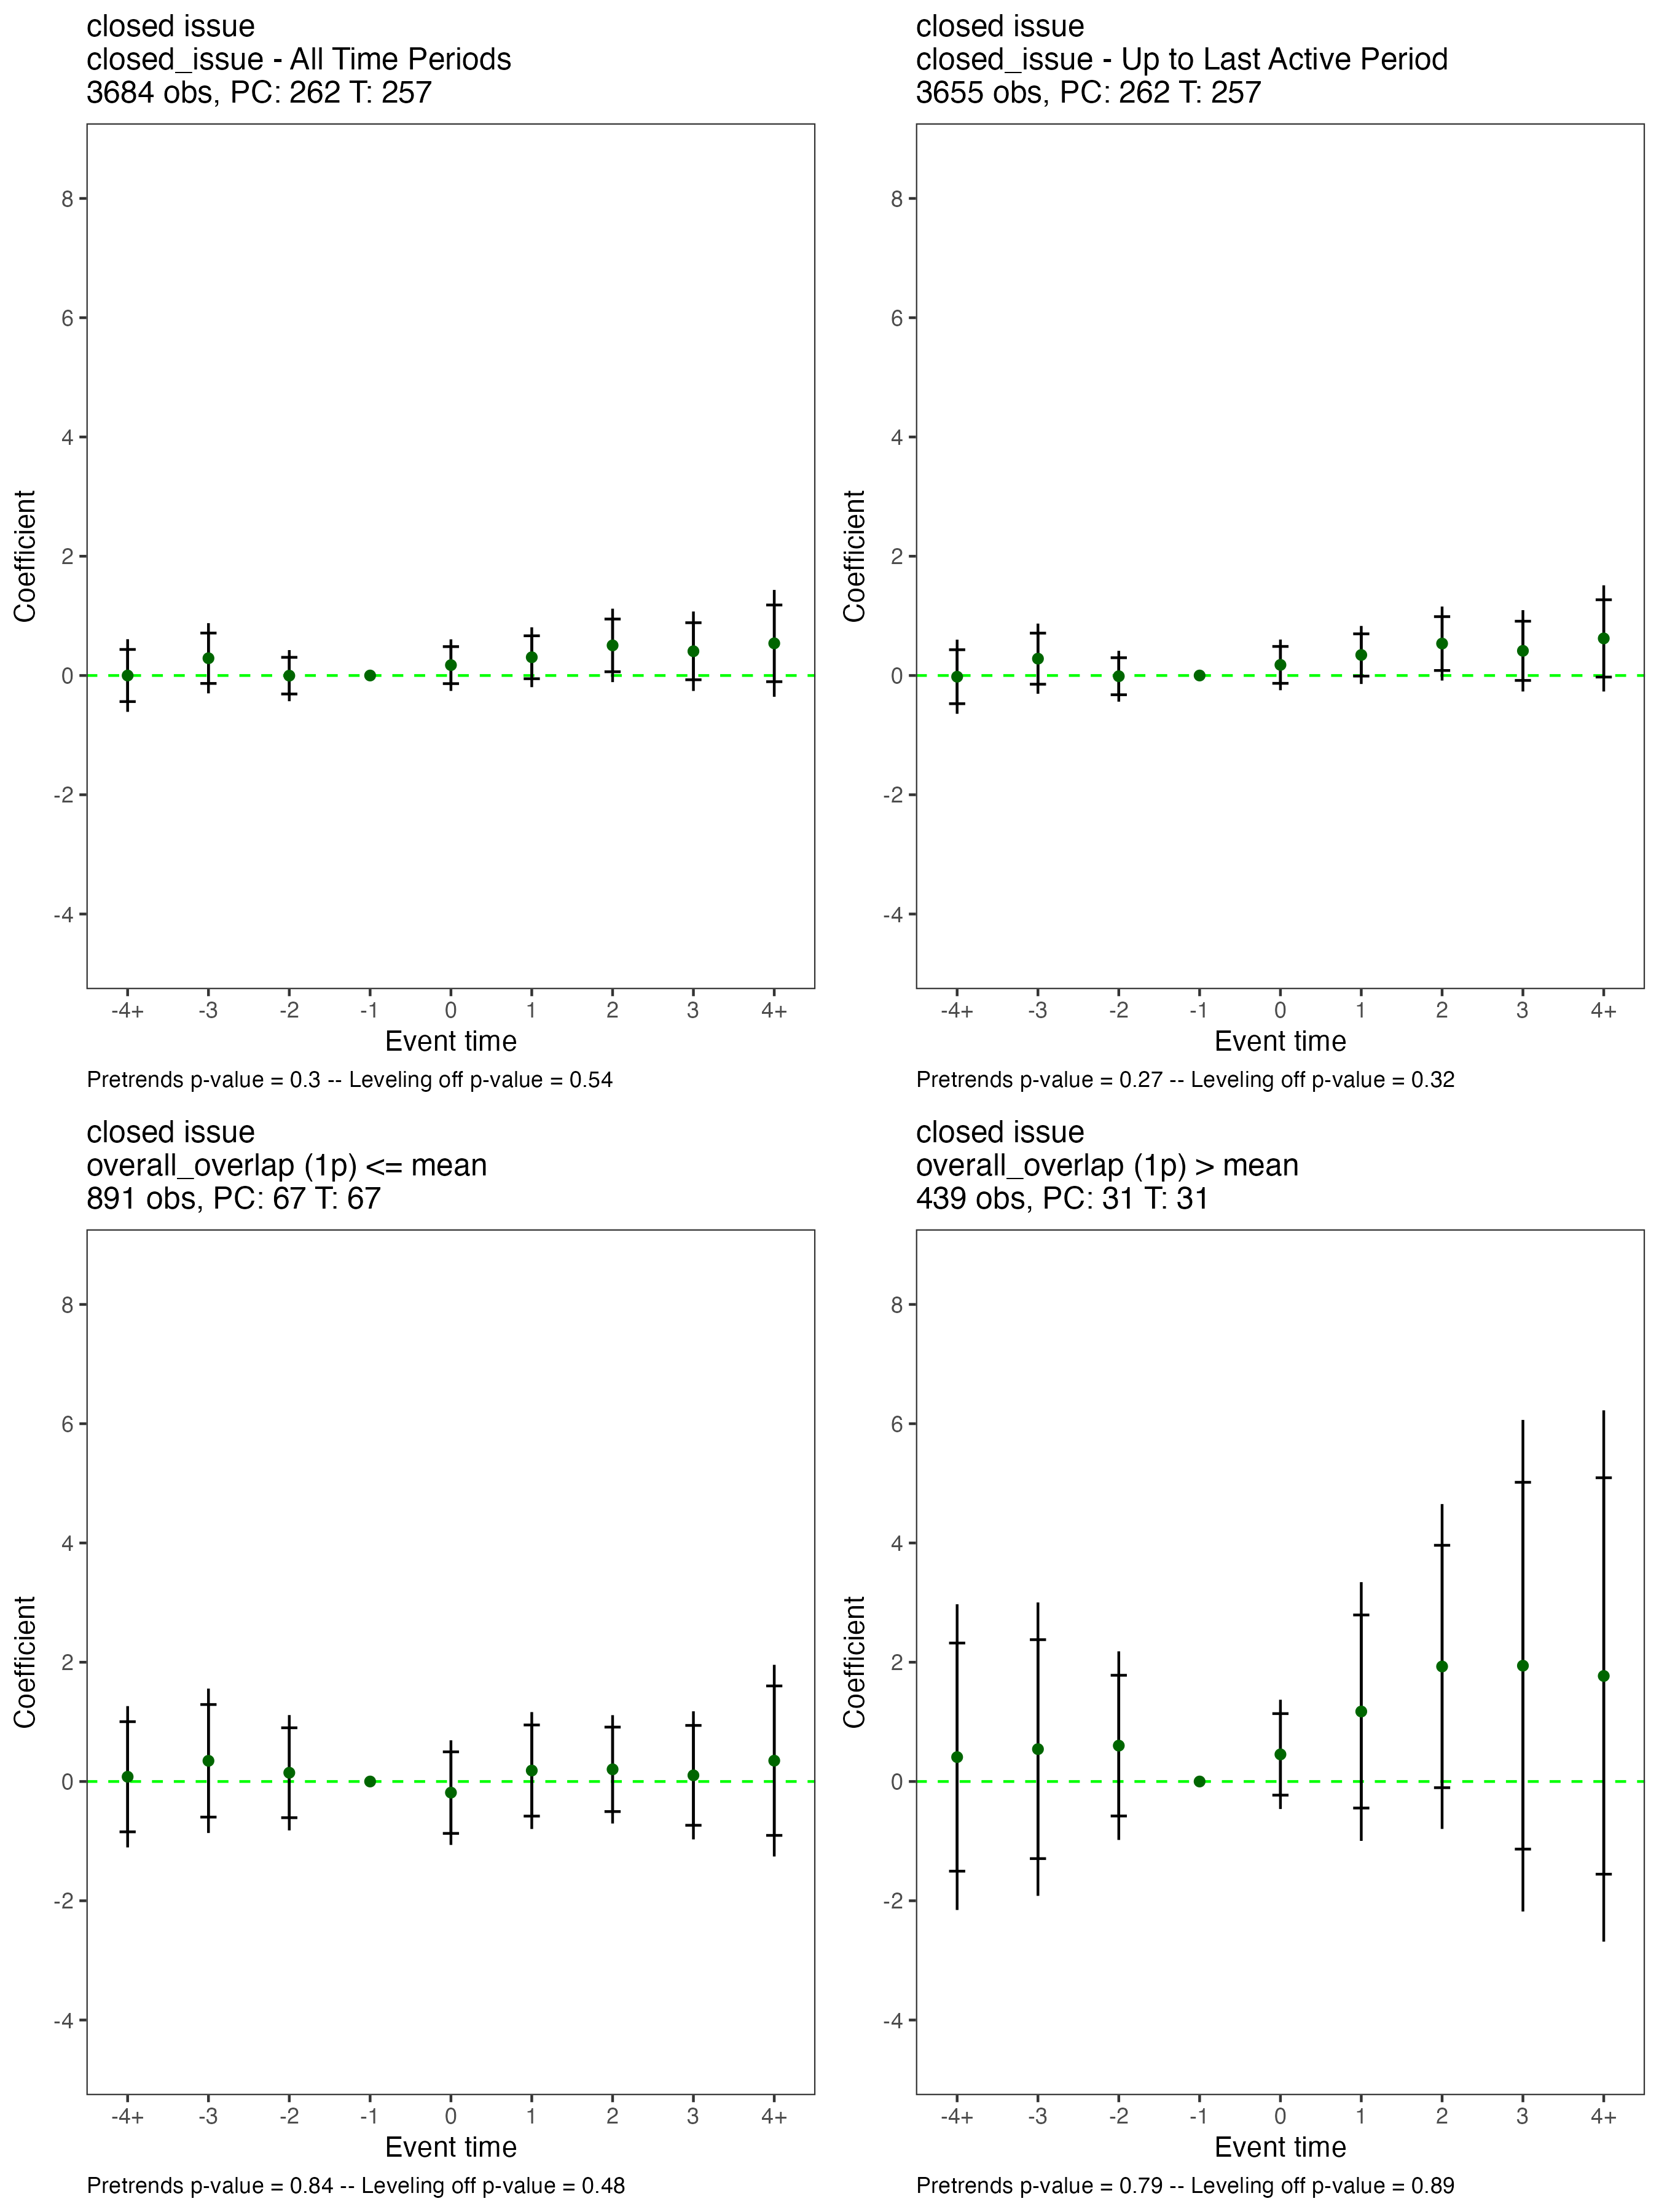 closed issue
closed_issue - All Time Periods
3684 obs, PC: 262 T: 257
8
6
4
2
0
-2
-4
Coefficient
-4+ -3 -2 -1 0 1 2 3 4+
Event time
Pretrends p-value = 0.3 -- Leveling off p-value = 0.54
closed issue
closed_issue - Up to Last Active Period
3655 obs, PC: 262 T: 257
8
6
4
2
0
-2
-4
Coefficient
-4+ -3 -2 -1 0 1 2 3 4+
Event time
Pretrends p-value = 0.27 -- Leveling off p-value = 0.32
closed issue
overall_overlap (1p) <= mean
891 obs, PC: 67 T: 67
8
6
4
2
0
-2
-4
Coefficient
-4+ -3 -2 -1 0 1 2 3 4+
Event time
Pretrends p-value = 0.84 -- Leveling off p-value = 0.48
closed issue
overall_overlap (1p) > mean
439 obs, PC: 31 T: 31
8
6
4
2
0
-2
-4
Coefficient
-4+ -3 -2 -1 0 1 2 3 4+
Event time
Pretrends p-value = 0.79 -- Leveling off p-value = 0.89